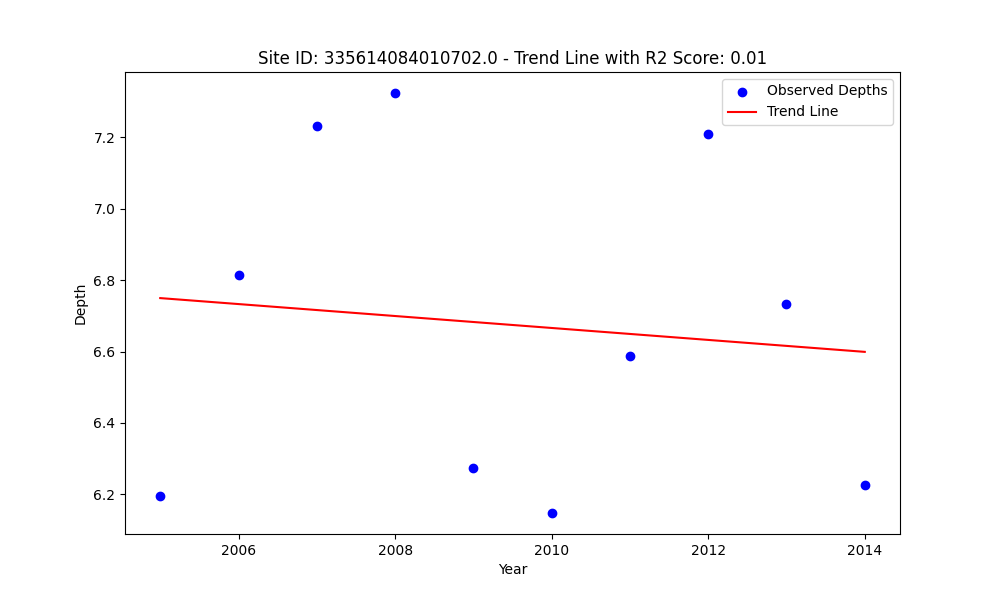 Site ID: 335614084010702.0 - Trend Line with R2 Score: 0.01
Observed Depths
Trend Line
Depth
7.2
7.0
6.8
6.6
6.4
6.2
2006
2008
2010
2012
2014
Year